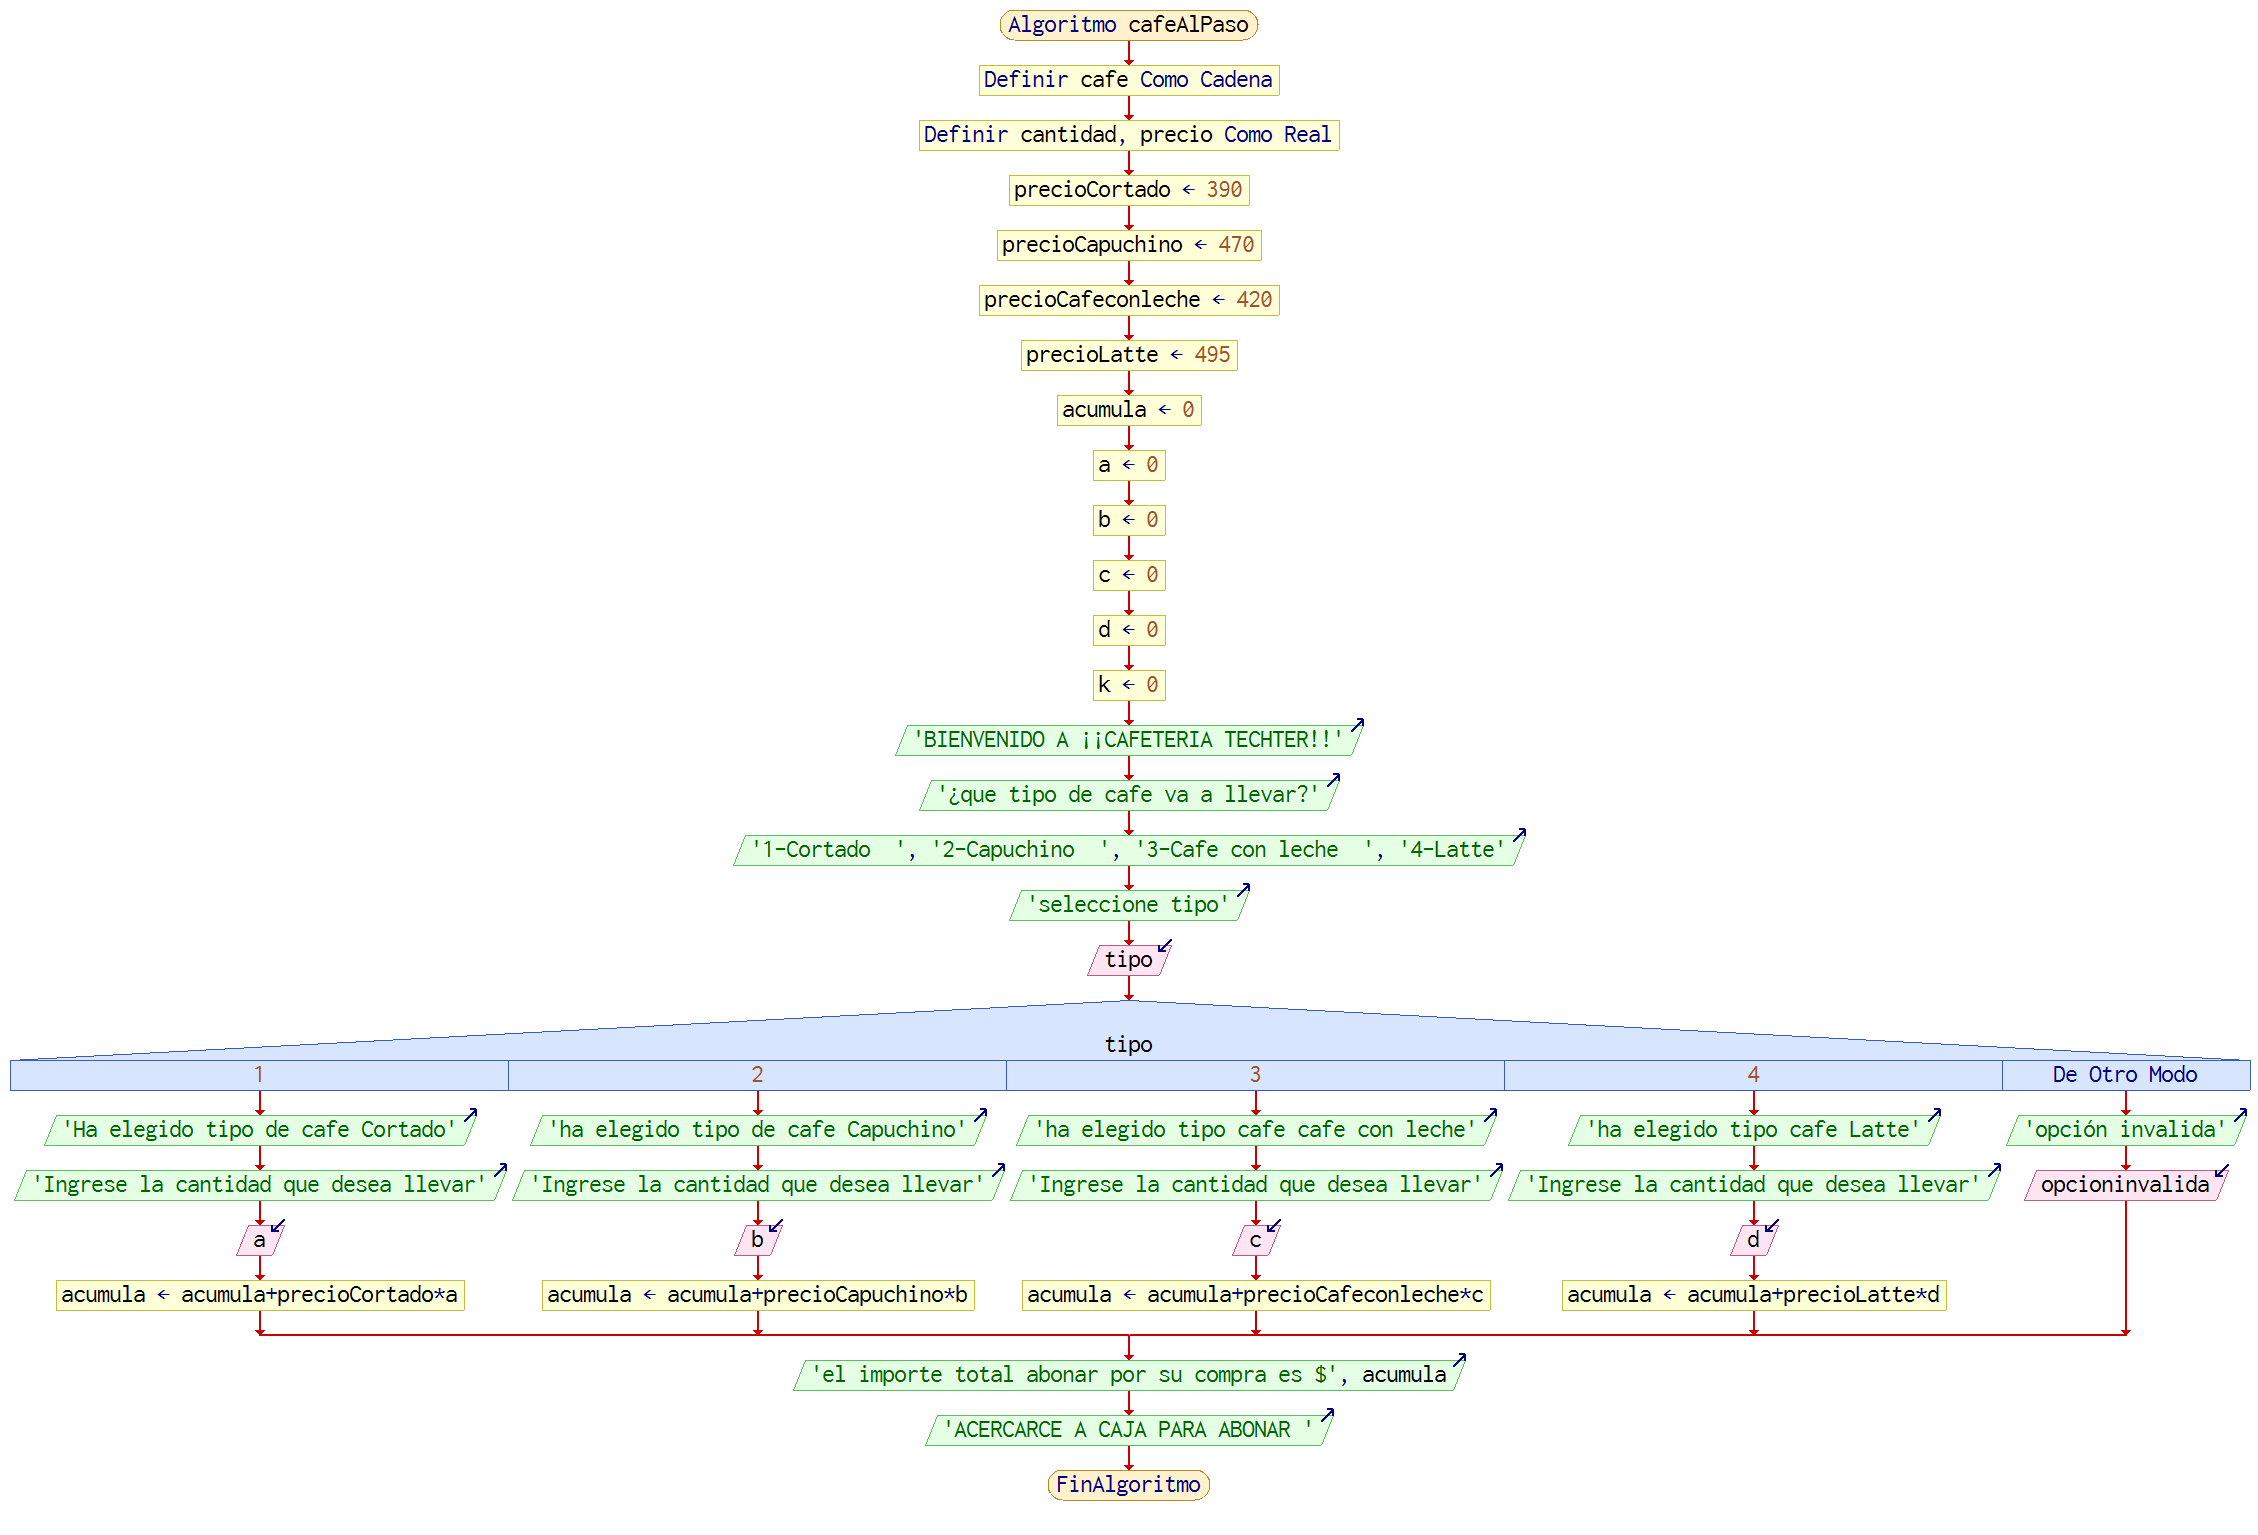 Algoritmo cafeAlPaso
Definir cafe Como Cadena
Definir cantidad, precio Como Real
precioCortado ← 390
precioCapuchino ← 470
precioCafeconleche ← 420
precioLatte ← 495
acumula ← 0
a ← 0
b ← 0
c ← 0
d ← 0
k ← 0
'BIENVENIDO A ¡¡CAFETERIA TECHTER!!'
'¿que tipo de cafe va a llevar?'
'1-Cortado  ', '2-Capuchino  ', '3-Cafe con leche  ', '4-Latte'
'seleccione tipo'
tipo
tipo
1 2 3 4 De Otro Modo
'Ha elegido tipo de cafe Cortado' 'ha elegido tipo de cafe Capuchino' 'ha elegido tipo cafe cafe con leche' 'ha elegido tipo cafe Latte' 'opción invalida'
'Ingrese la cantidad que desea llevar' 'Ingrese la cantidad que desea llevar' 'Ingrese la cantidad que desea llevar' 'Ingrese la cantidad que desea llevar' opcioninvalida
a b c d
acumula ← acumula+precioCortado*a acumula ← acumula+precioCapuchino*b acumula ← acumula+precioCafeconleche*c acumula ← acumula+precioLatte*d
'el importe total abonar por su compra es $', acumula
'ACERCARCE A CAJA PARA ABONAR '
FinAlgoritmo